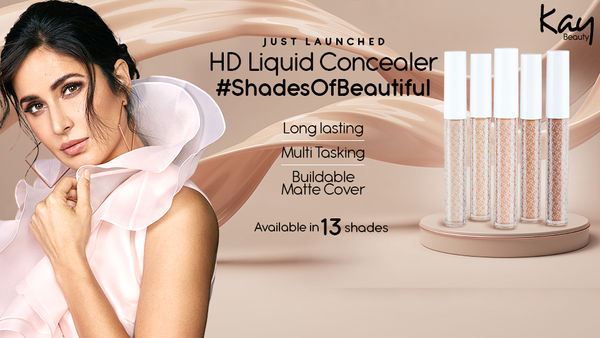 Kay
Beauty
JUST LAUNCHED
HD Liquid Concealer
#ShadesOfBeautiful
Long lasting
Multi Tasking
Buildable
Matte Cover
Available in 13 shades